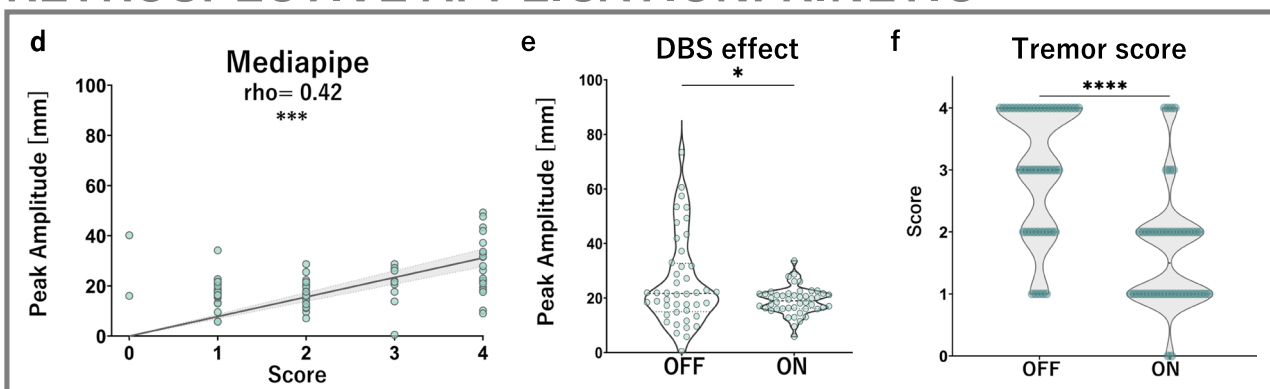 d
Mediapipe
rho= 0.42
***
Peak Amplitude [mm]
100
80
60
40
20
0
0 1 2 3 4
Score
e
DBS effect
*
Peak Amplitude [mm]
100
80
60
40
20
0
OFF ON
f
Tremor score
****
Score
4
3
2
1
0
OFF ON